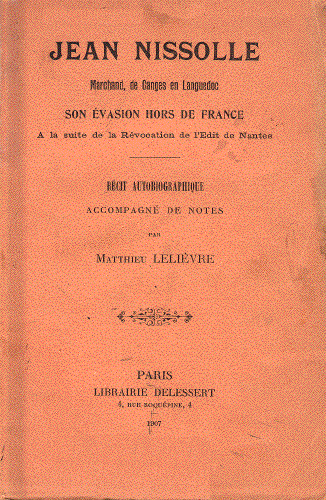 JEAN NISSOLLE
Marchand, de Ganges en Languedoc
SON ÉVASION HORS DE FRANCE
A la suite de la Révocation de l'Edit de Nantes
RÉCIT AUTOBIOGRAPHIQUE
ACCOMPAGNÉ DE NOTES
PAR
MATTHIEU LELIÈVRE
PARIS
LIBRAIRIE DELESSERT
4, RUE ROQUÉPINE, 4
1907